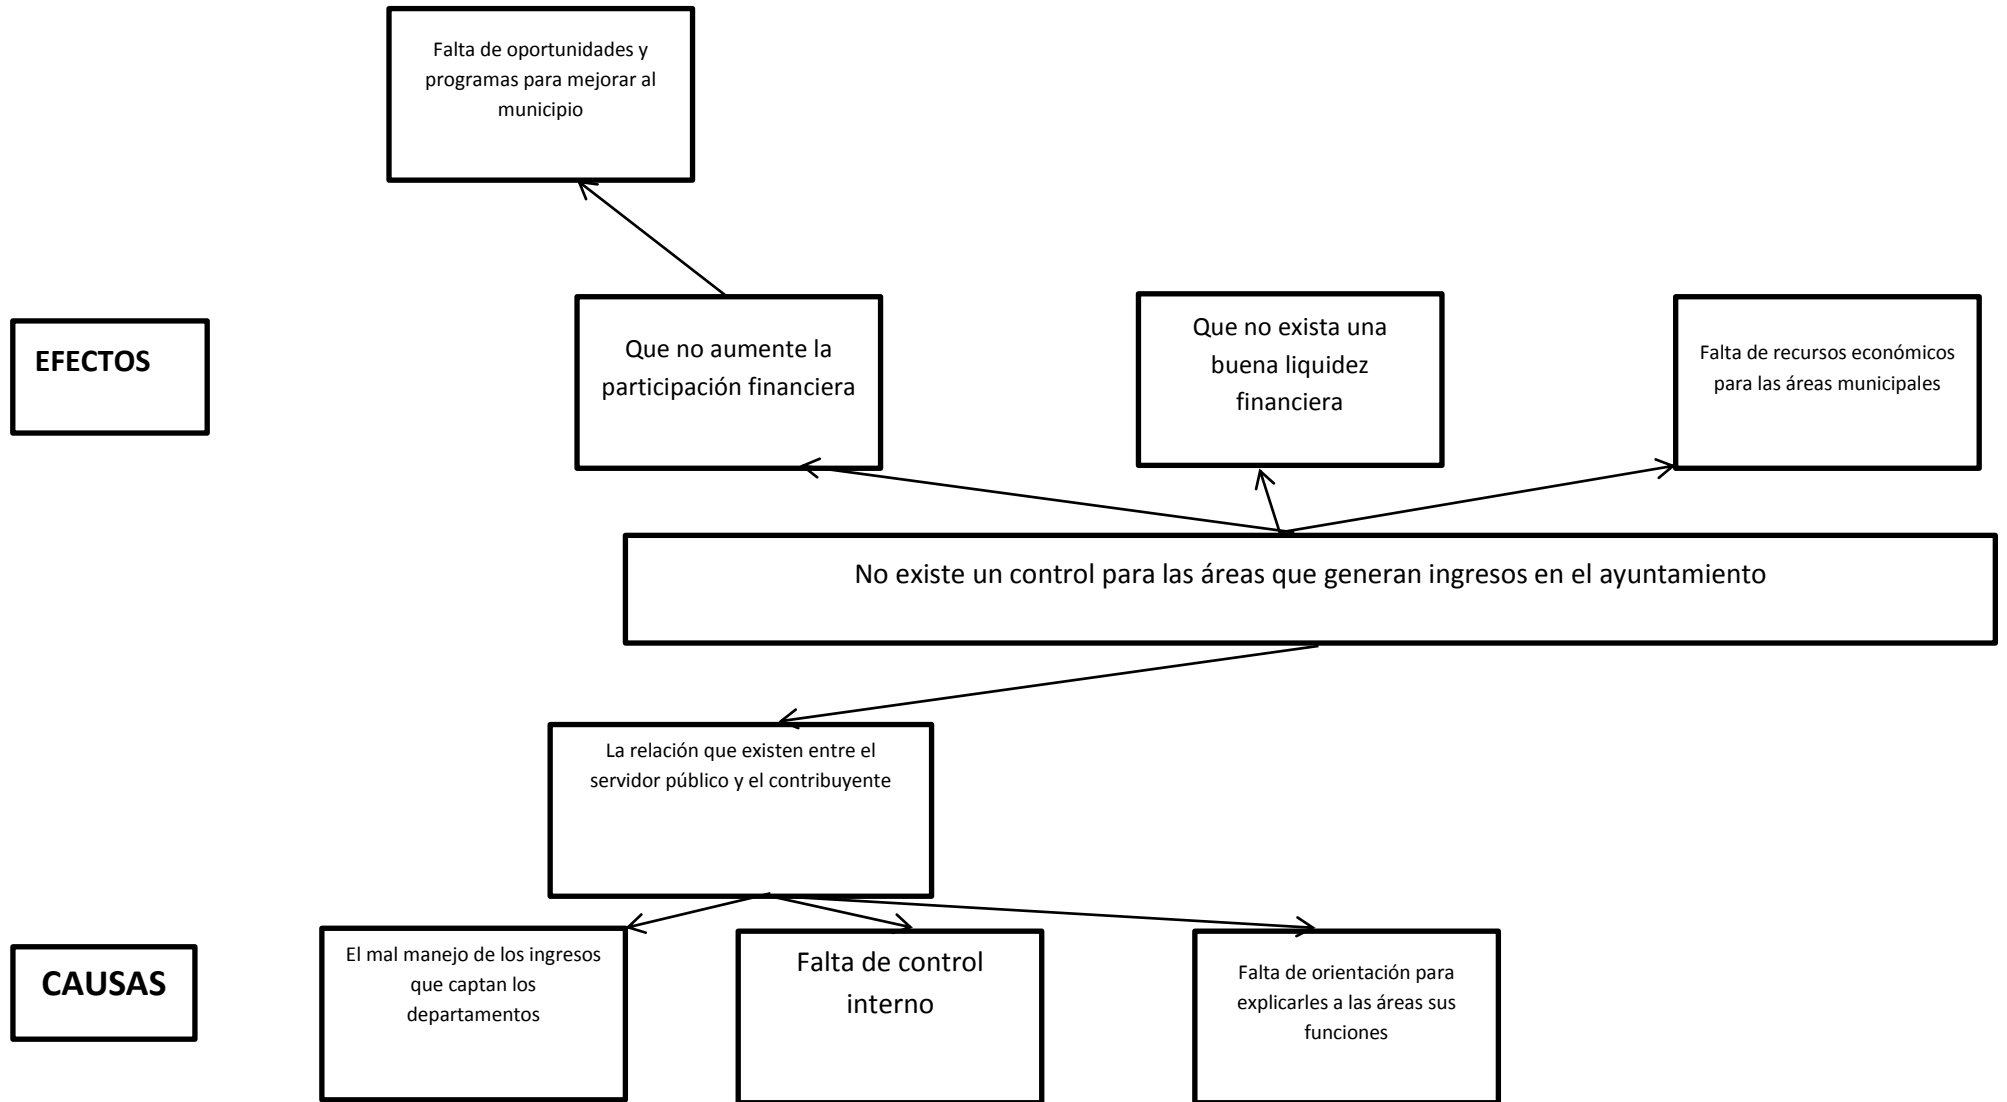 Falta de oportunidades y
programas para mejorar al
municipio
EFECTOS
Que no aumente la
participación financiera
Que no exista una
buena liquidez
financiera
Falta de recursos económicos
para las áreas municipales
No existe un control para las áreas que generan ingresos en el ayuntamiento
La relación que existen entre el
servidor público y el contribuyente
CAUSAS
El mal manejo de los ingresos
que captan los
departamentos
Falta de control
interno
Falta de orientación para
explicarles a las áreas sus
funciones